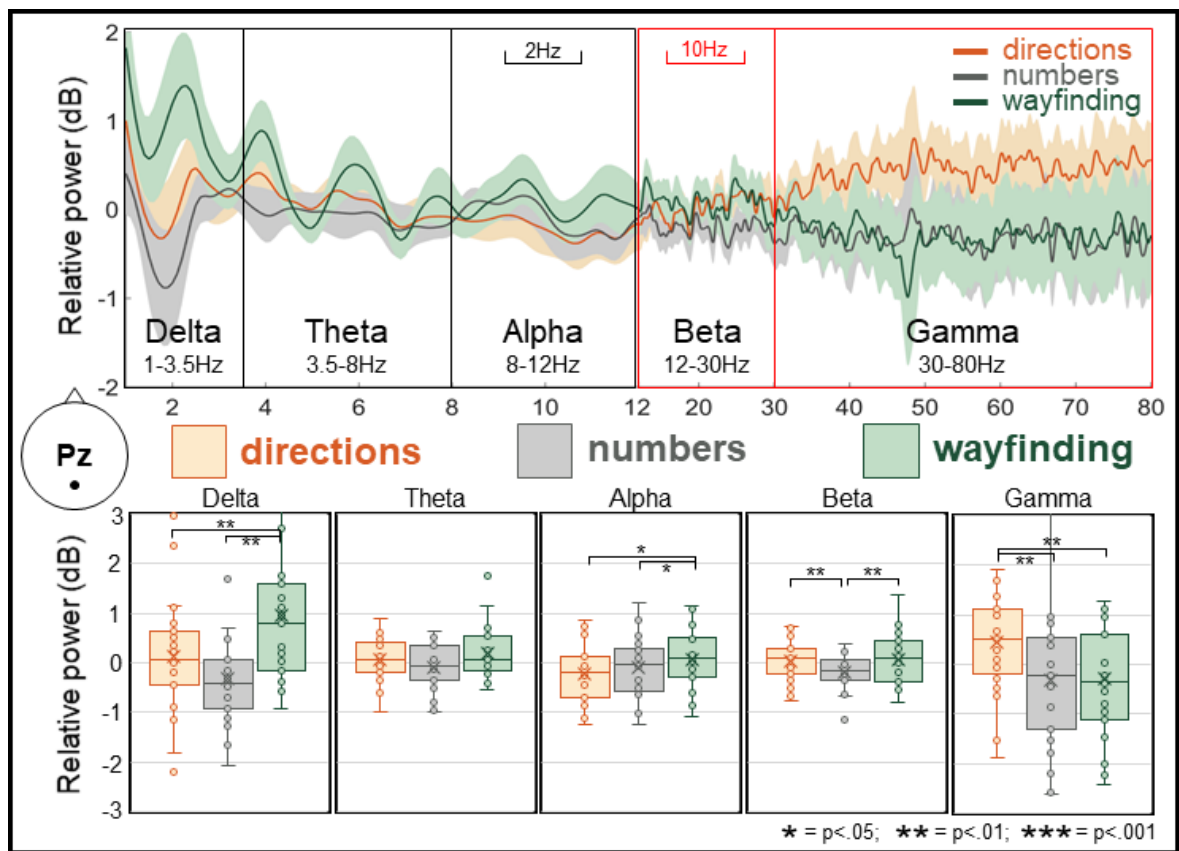 2
1
0
-1
-2
Relative power (dB)
2Hz
10Hz
directions
numbers
wayfinding
Delta
1-3.5Hz
Theta
3.5-8Hz
Alpha
8-12Hz
Beta
12-30Hz
Gamma
30-80Hz
2 4 6 8 10 12 20 30 40 50 60 70 80
Pz
directions numbers wayfinding
Delta Theta Alpha Beta Gamma
3
2
1
0
-1
-2
-3
Relative power (dB)
**
**
*
*
** **
**
**
* = p<.05; ** = p<.01; *** = p<.001